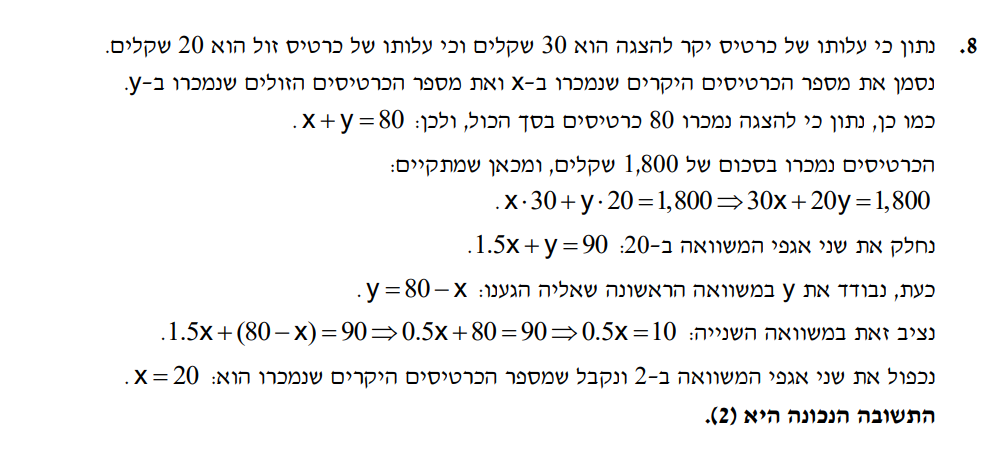 8. נתון כי עלותו של כרטיס יקר להצגה הוא 30 שקלים וכי עלותו של כרטיס זול הוא 20 שקלים.
נסמן את מספר הכרטיסים היקרים שנמכרו ב-x ואת מספר הכרטיסים הזולים שנמכרו ב-y.
כמו כן, נתון כי להצגה נמכרו 80 כרטיסים בסך הכול, ולכן: x + y = 80.
הכרטיסים נמכרו בסכום של 1,800 שקלים, ומכאן שמתקיים:
x · 30 + y · 20 = 1,800 ⇒ 30x + 20y = 1,800.
נחלק את שני אגפי המשוואה ב-20: 1.5x + y = 90.
כעת, נבודד את y במשוואה הראשונה שאליה הגענו: y = 80 – x.
נציב זאת במשוואה השנייה: 1.5x + (80 – x) = 90 ⇒ 0.5x + 80 = 90 ⇒ 0.5x = 10.
נכפול את שני אגפי המשוואה ב-2 ונקבל שמספר הכרטיסים היקרים שנמכרו הוא: x = 20.
התשובה הנכונה היא (2).